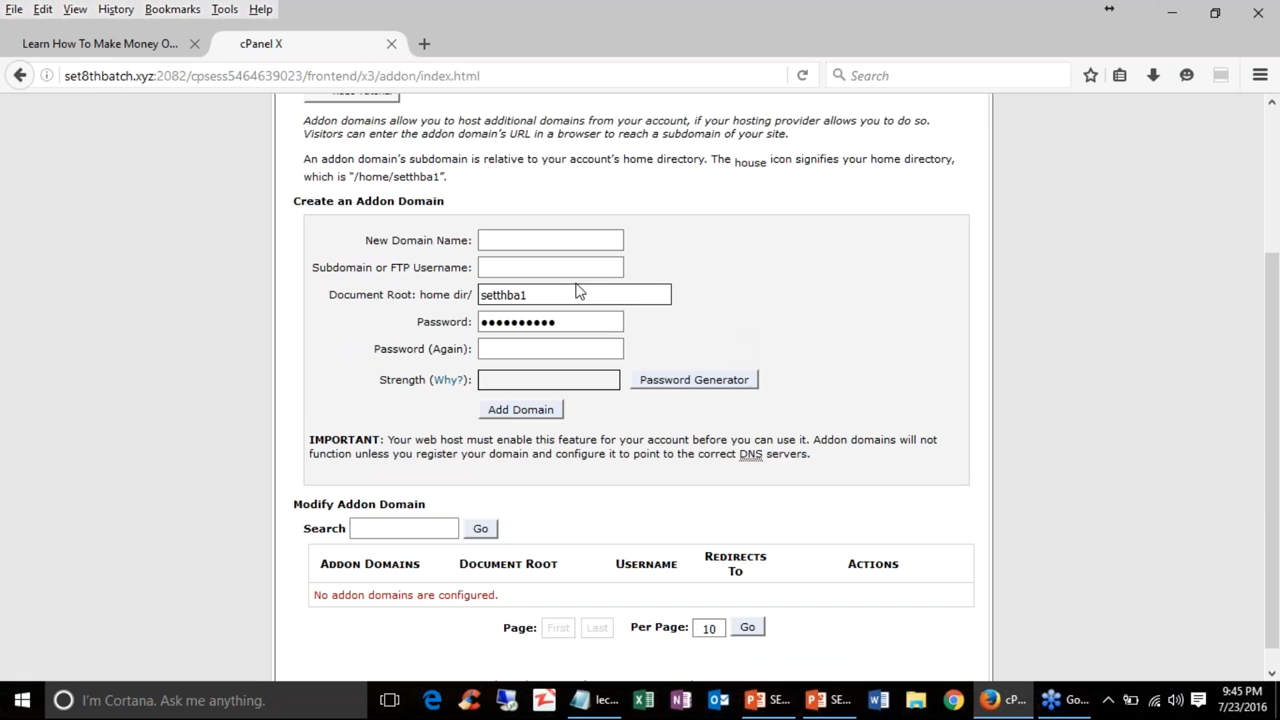 File Edit View History Bookmarks Tools Help
Learn How To Make Money O...
cPanel X
set8thbatch.xyz:2082/cpsess5464639023/frontend/x3/addon/index.html
Search
Addon domains allow you to host additional domains from your account, if your hosting provider allows you to do so.
Visitors can enter the addon domain's URL in a browser to reach a subdomain of your site.
An addon domain's subdomain is relative to your account's home directory. The house icon signifies your home directory,
which is "/home/setthba1".
Create an Addon Domain
New Domain Name:
Subdomain or FTP Username:
Document Root: home dir/ setthba1
Password: ●●●●●●●●●●
Password (Again):
Strength (Why?): Password Generator
Add Domain
IMPORTANT: Your web host must enable this feature for your account before you can use it. Addon domains will not
function unless you register your domain and configure it to point to the correct DNS servers.
Modify Addon Domain
Search Go
ADDON DOMAINS DOCUMENT ROOT USERNAME REDIRECTS TO ACTIONS
No addon domains are configured.
Page: First Last Per Page: 10 Go
I'm Cortana. Ask me anything.
lec... SE... SE... cP... Go...
9:45 PM
7/23/2016